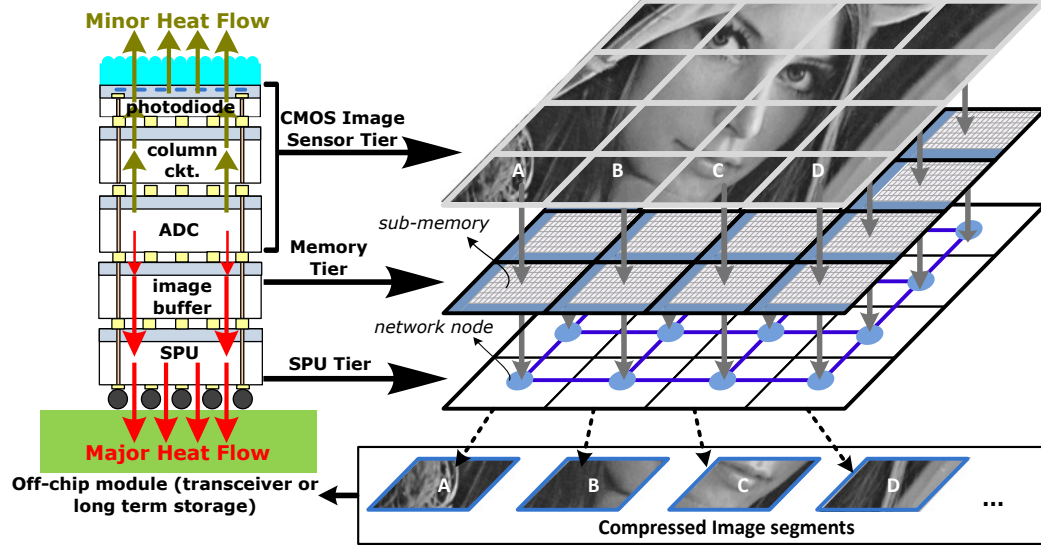 Minor Heat Flow
photodiode
column
ckt.
ADC
image
buffer
SPU
Major Heat Flow
Off-chip module (transceiver or
long term storage)
CMOS Image
Sensor Tier
Memory
Tier
SPU Tier
sub-memory
network node
A
B
C
D
A
B
C
D
...
Compressed Image segments